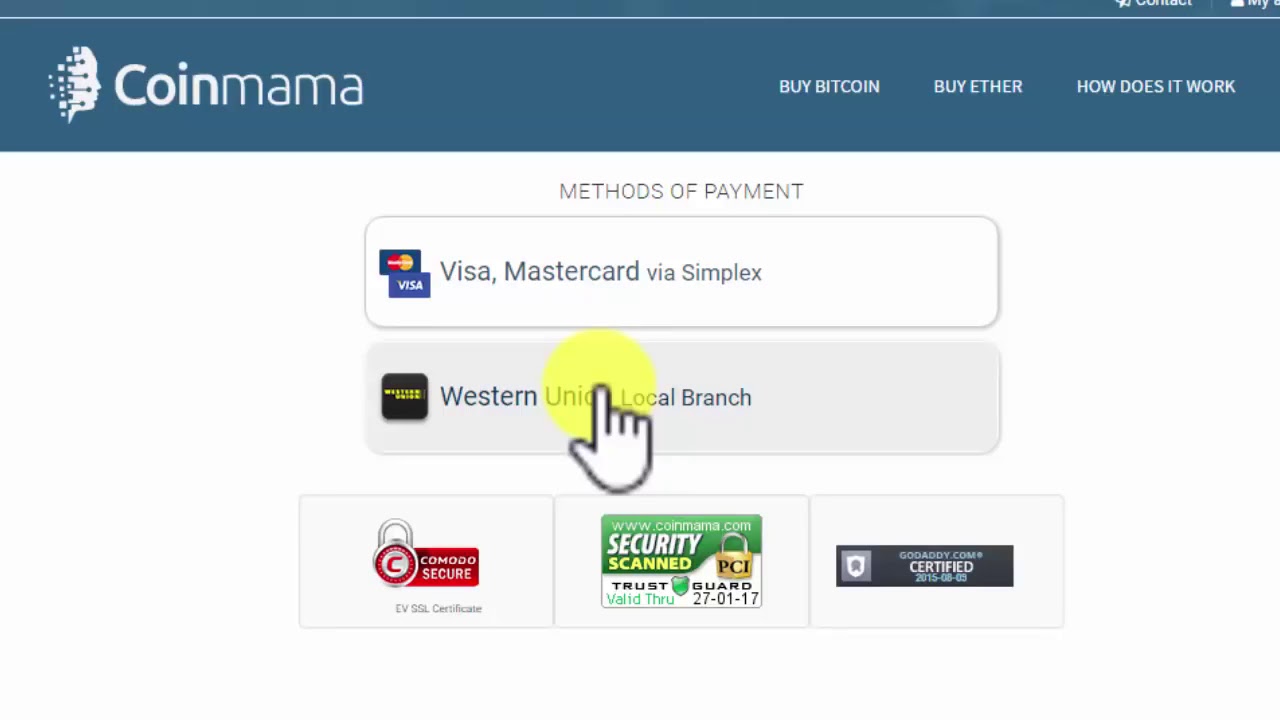 Contact
My a
Coinmama
BUY BITCOIN
BUY ETHER
HOW DOES IT WORK
METHODS OF PAYMENT
VISA
Visa, Mastercard via Simplex
WESTERN
UNION
Western Unio Local Branch
COMODO
SECURE
EV SSL Certificate
www.coinmama.com
SECURITY
SCANNED
PCI
TRUST GUARD
Valid Thru 27-01-17
GODADDY.COM®
CERTIFIED
2015-08-09